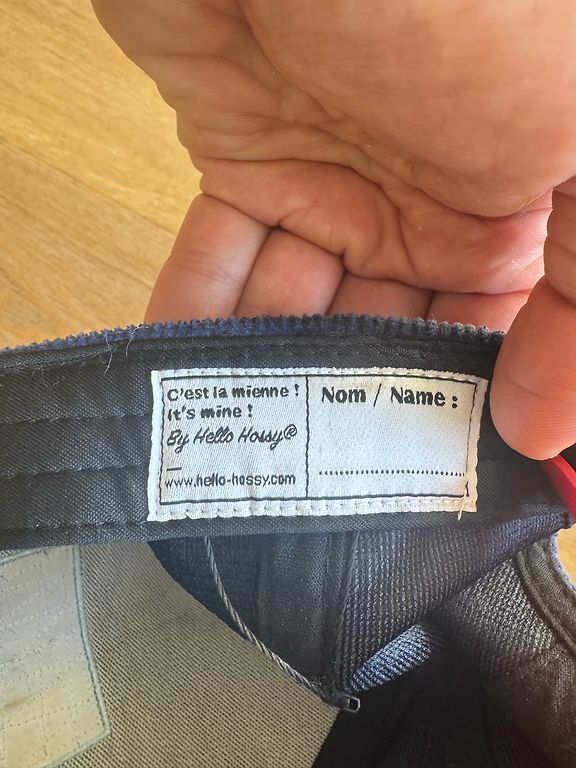 C'est la mienne !
It's mine !
By Hello Hossy®
www.hello-hossy.com
Nom / Name :